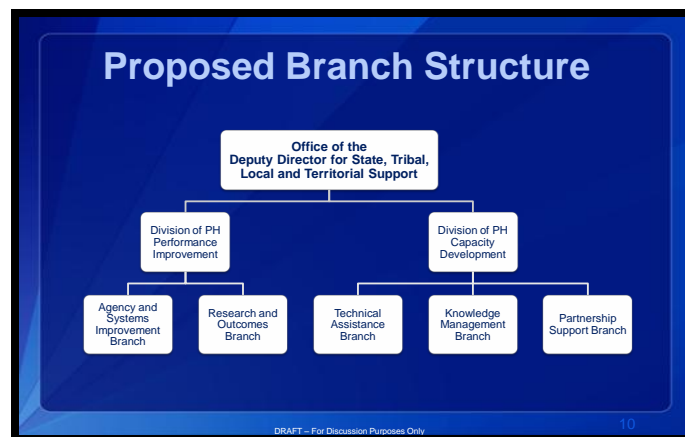 Proposed Branch Structure
Office of the
Deputy Director for State, Tribal,
Local and Territorial Support
Division of PH
Performance
Improvement
Division of PH
Capacity
Development
Agency and
Systems
Improvement
Branch
Research and
Outcomes
Branch
Technical
Assistance
Branch
Knowledge
Management
Branch
Partnership
Support Branch
DRAFT – For Discussion Purposes Only
10